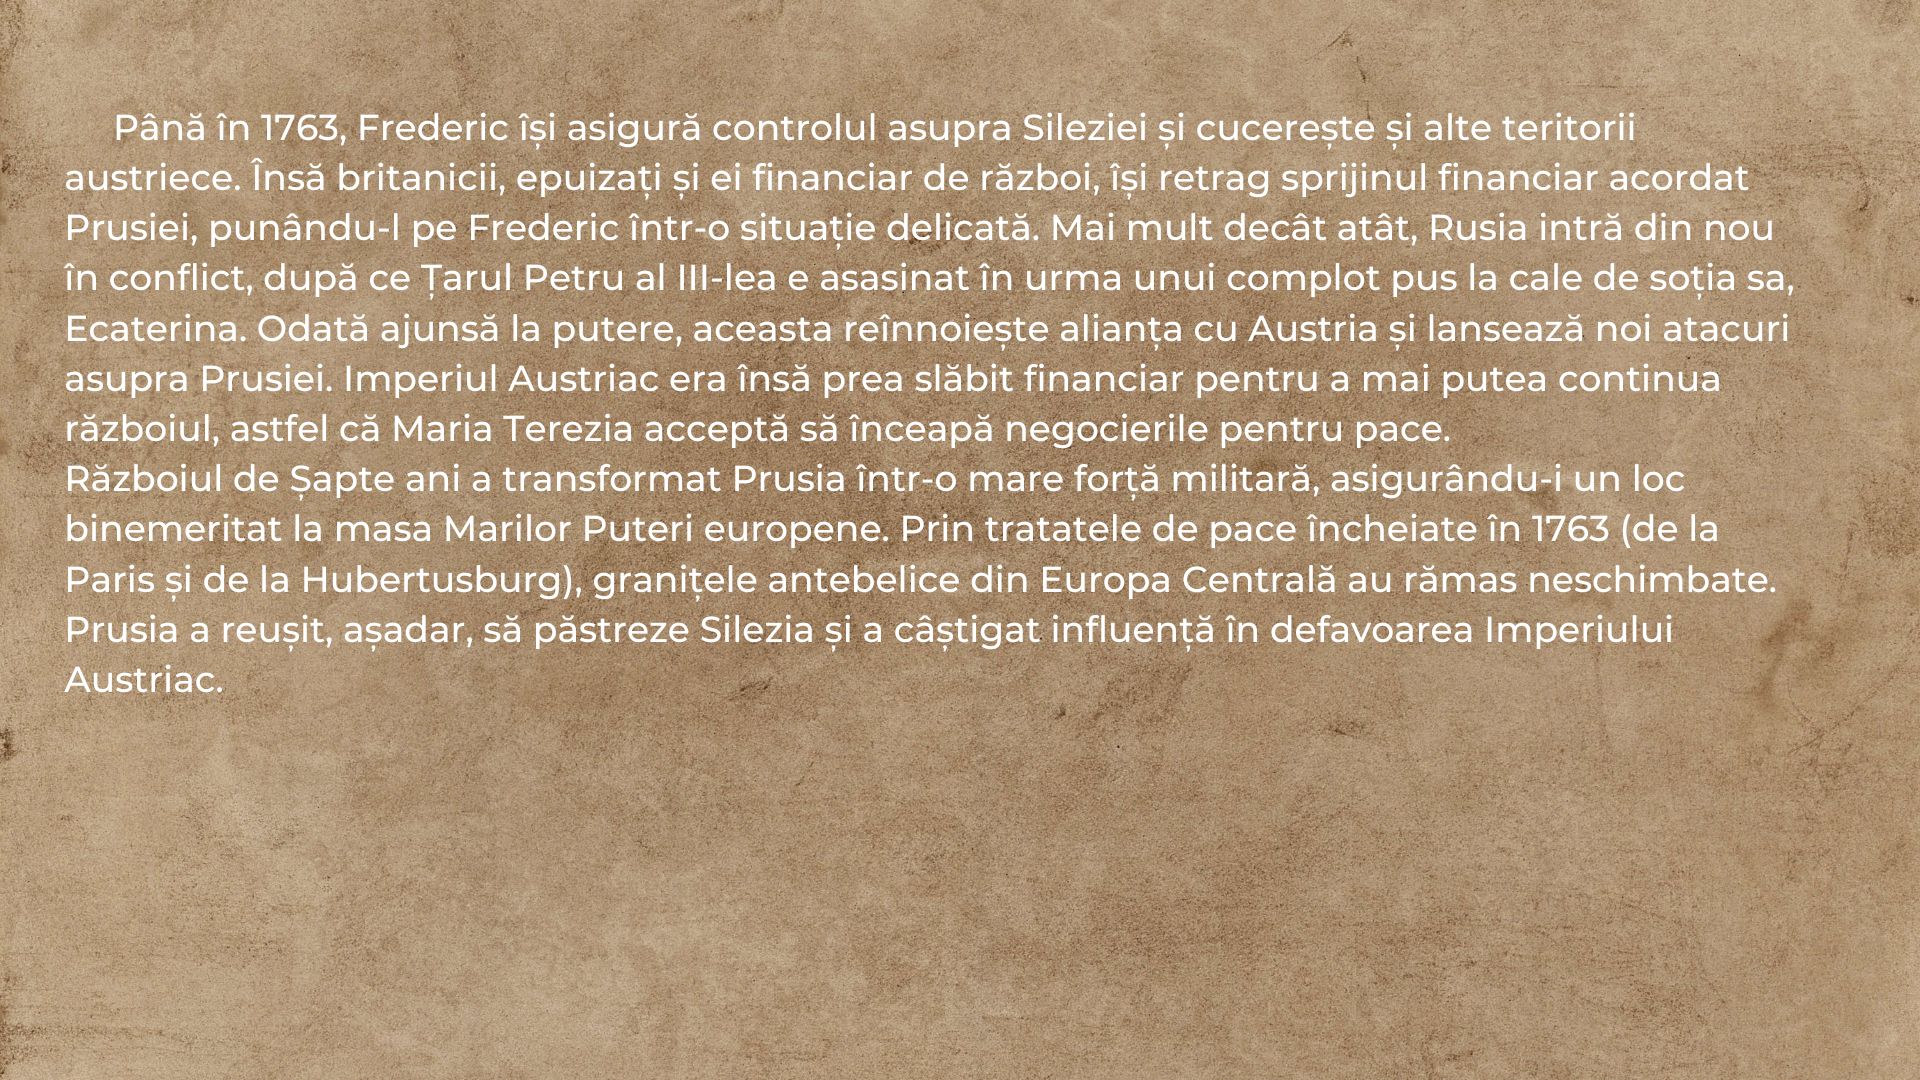 Până în 1763, Frederic își asigură controlul asupra Sileziei și cucerește și alte teritorii
austriece. Însă britanicii, epuizați și ei financiar de război, își retrag sprijinul financiar acordat
Prusiei, punându-l pe Frederic într-o situație delicată. Mai mult decât atât, Rusia intră din nou
în conflict, după ce Țarul Petru al III-lea e asasinat în urma unui complot pus la cale de soția sa,
Ecaterina. Odată ajunsă la putere, aceasta reînnoiește alianța cu Austria și lansează noi atacuri
asupra Prusiei. Imperiul Austriac era însă prea slăbit financiar pentru a mai putea continua
războiul, astfel că Maria Terezia acceptă să înceapă negocierile pentru pace.
Războiul de Șapte ani a transformat Prusia într-o mare forță militară, asigurându-i un loc
binemeritat la masa Marilor Puteri europene. Prin tratatele de pace încheiate în 1763 (de la
Paris și de la Hubertusburg), granițele antebelice din Europa Centrală au rămas neschimbate.
Prusia a reușit, așadar, să păstreze Silezia și a câștigat influență în defavoarea Imperiului
Austriac.